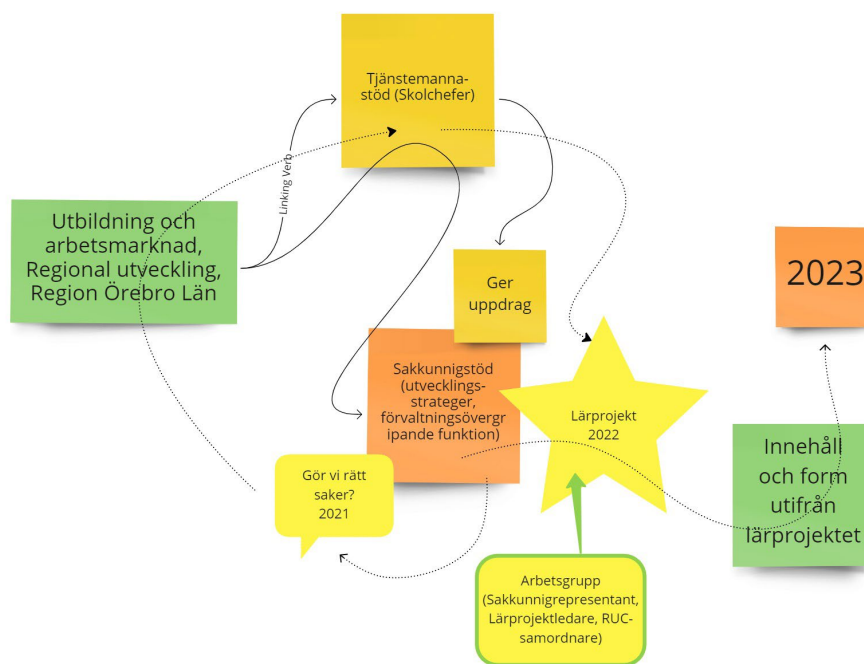 Tjänstemanna-
stöd (Skolchefer)
Linking Verb
Utbildning och
arbetsmarknad,
Regional utveckling,
Region Örebro Län
Ger
uppdrag
2023
Sakkunnigstöd
(utvecklings-
strateger,
förvaltningsövergr
ipande funktion)
Lärprojekt
2022
Gör vi rätt
saker?
2021
Innehåll
och form
utifrån
lärprojektet
Arbetsgrupp
(Sakkunnigrepresentant,
Lärprojektledare, RUC-
samordnare)